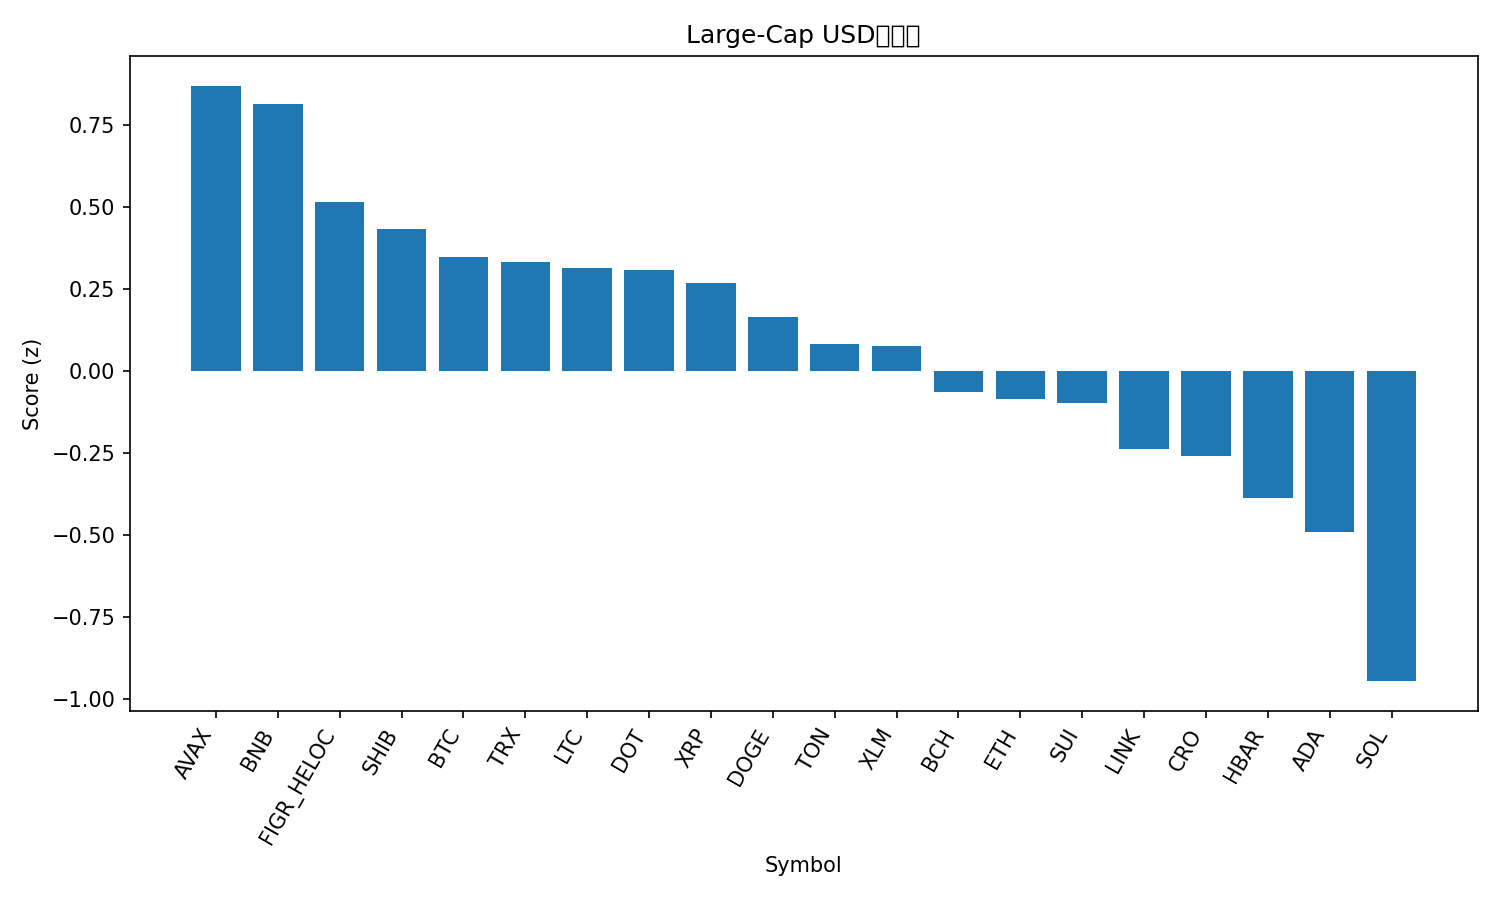 Large-Cap USD
Score (z)
0.75
0.50
0.25
0.00
−0.25
−0.50
−0.75
−1.00
AVAX
BNB
FIGR_HELOC
SHIB
BTC
TRX
LTC
DOT
XRP
DOGE
TON
XLM
BCH
ETH
SUI
LINK
CRO
HBAR
ADA
SOL
Symbol